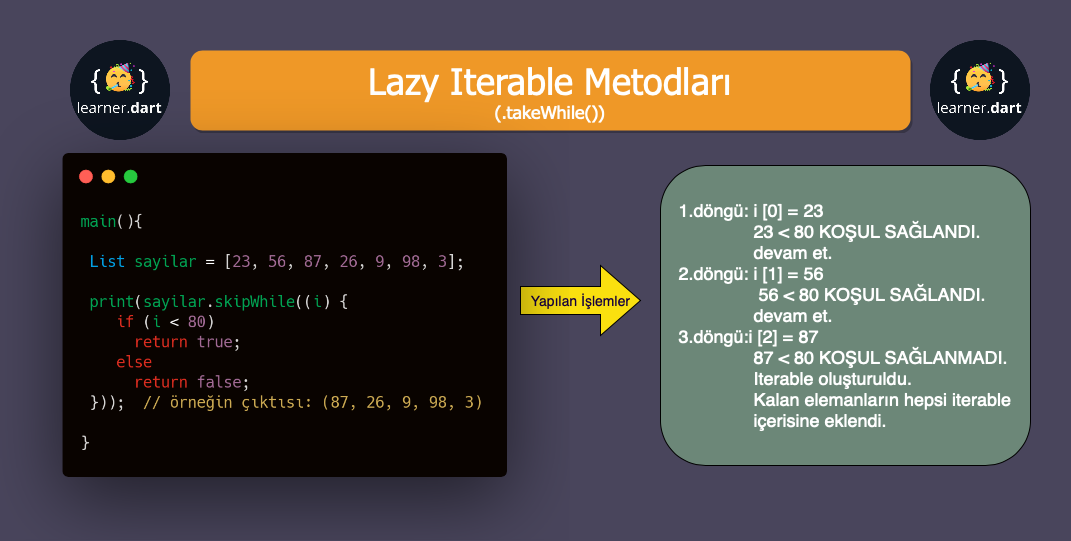 {🥳}
learner.dart
Lazy Iterable Metodları
(.takeWhile())
{🥳}
learner.dart
main(){
List sayilar = [23, 56, 87, 26, 9, 98, 3];
print(sayilar.skipWhile((i) {
if (i < 80)
return true;
else
return false;
})); // örneğin çıktısı: (87, 26, 9, 98, 3)
}
Yapılan İşlemler
1.döngü: i [0] = 23
23 < 80 KOŞUL SAĞLANDI.
devam et.
2.döngü: i [1] = 56
56 < 80 KOŞUL SAĞLANDI.
devam et.
3.döngü:i [2] = 87
87 < 80 KOŞUL SAĞLANMADI.
Iterable oluşturuldu.
Kalan elemanların hepsi iterable
içerisine eklendi.